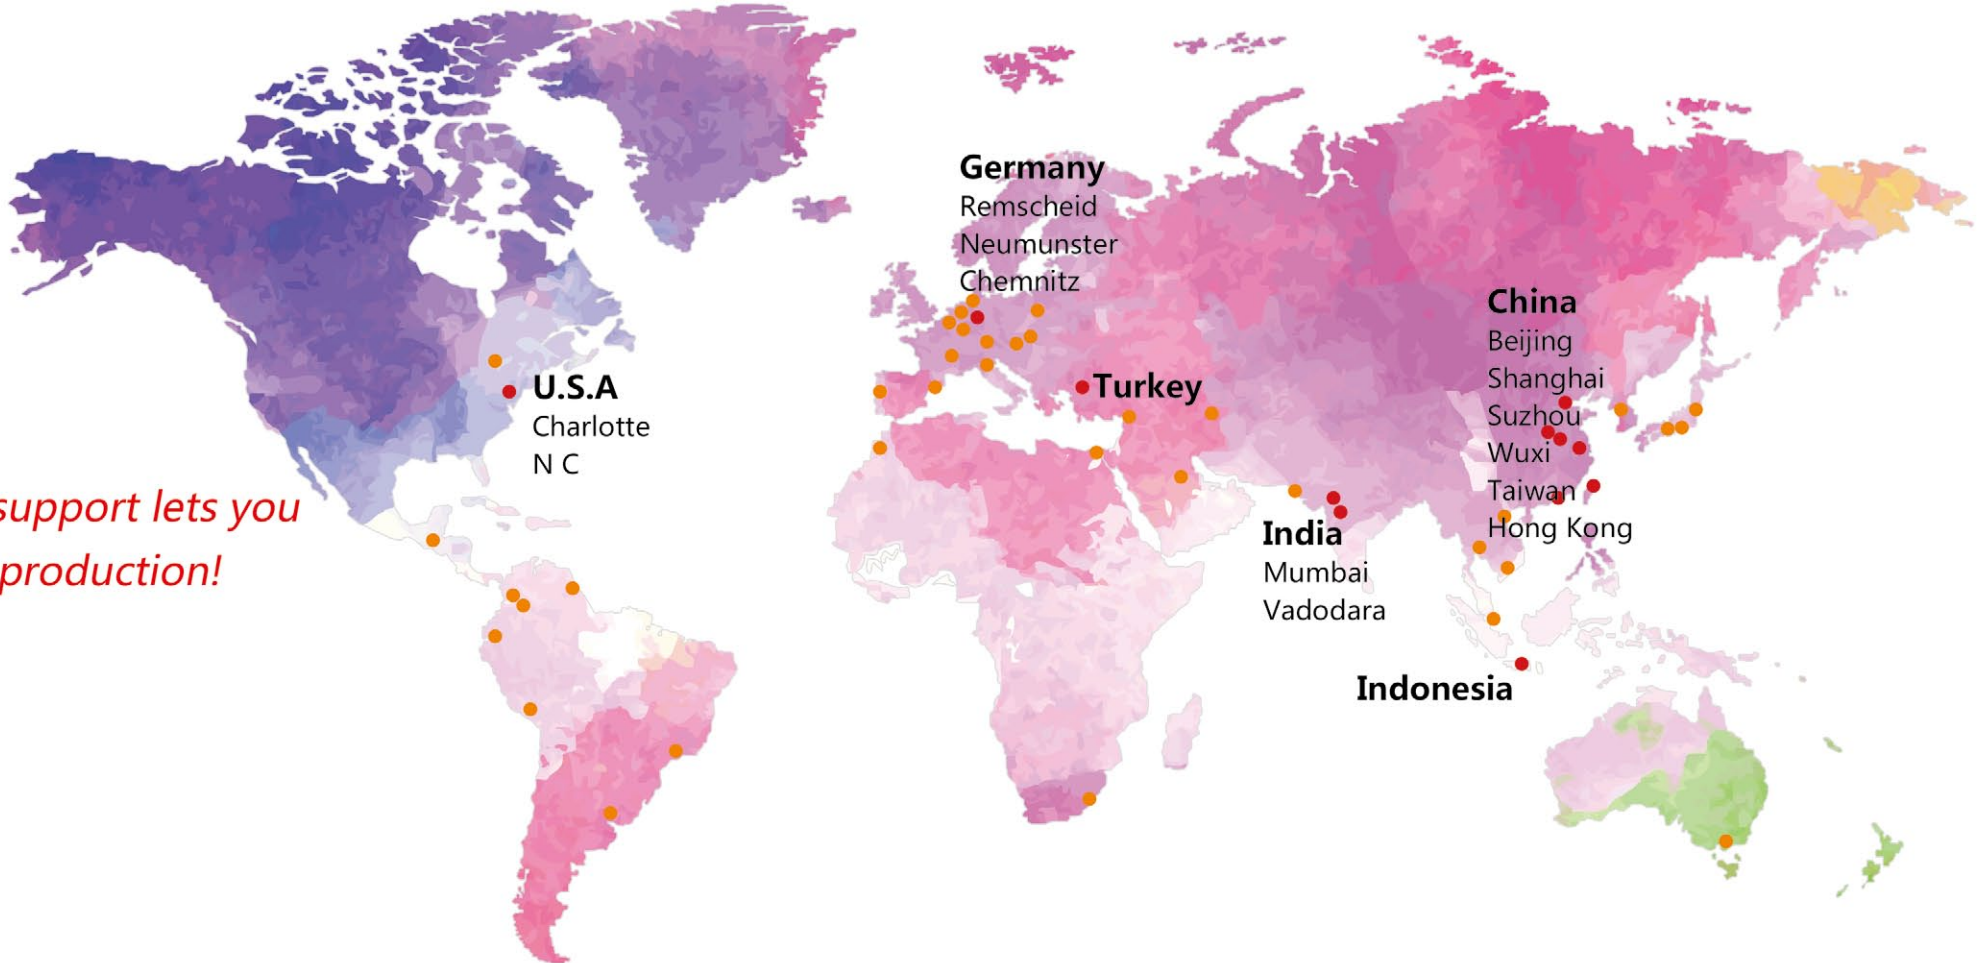 Germany
Remscheid
Neumunster
Chemnitz
China
Beijing
Shanghai
Suzhou
Wuxi
Taiwan
Hong Kong
U.S.A
Charlotte
N C
Turkey
support lets you
production!
India
Mumbai
Vadodara
Indonesia